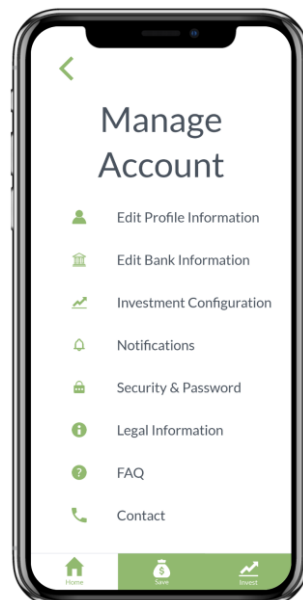 Manage
Account
Edit Profile Information
Edit Bank Information
Investment Configuration
Notifications
Security & Password
Legal Information
FAQ
Contact
Home
Save
Invest